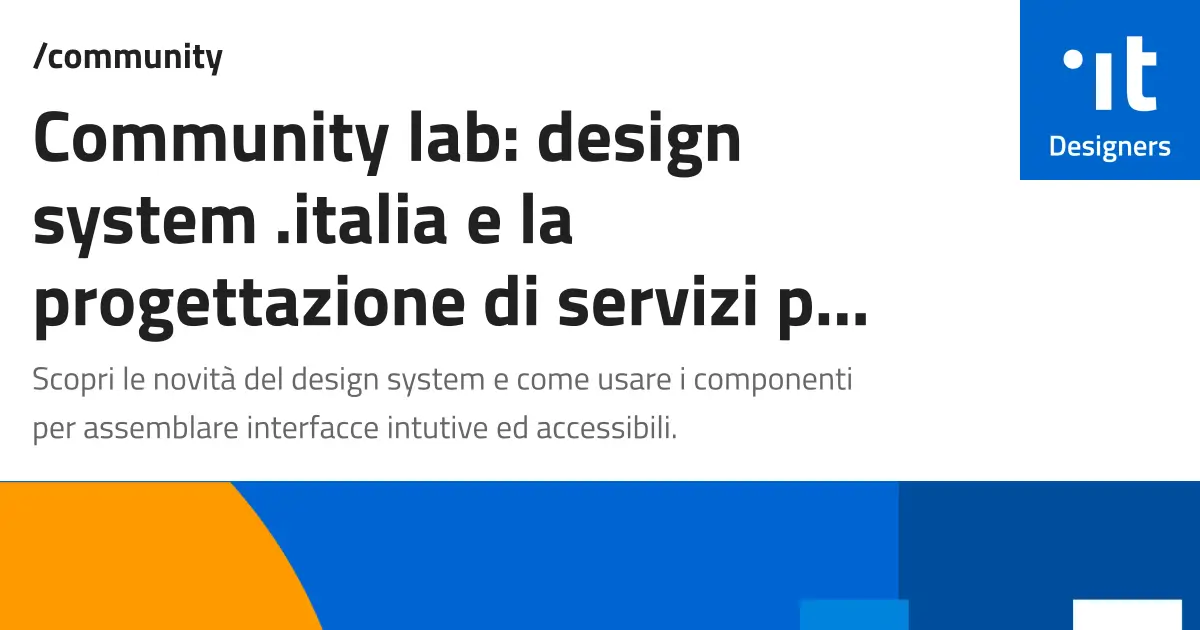 /community
Community lab: design
system .italia e la
progettazione di servizi p...
Scopri le novità del design system e come usare i componenti
per assemblare interfacce intutive ed accessibili.
it
Designers